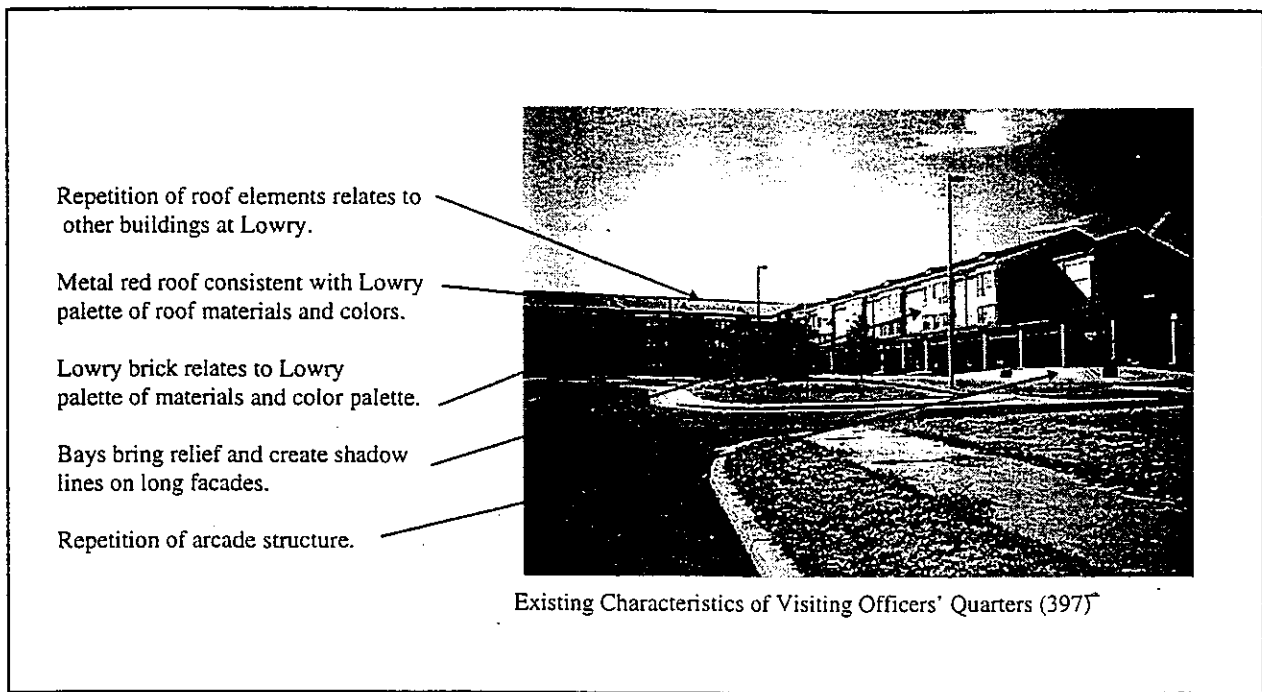 Repetition of roof elements relates to
other buildings at Lowry.
Metal red roof consistent with Lowry
palette of roof materials and colors.
Lowry brick relates to Lowry
palette of materials and color palette.
Bays bring relief and create shadow
lines on long facades.
Repetition of arcade structure.
Existing Characteristics of Visiting Officers' Quarters (397)